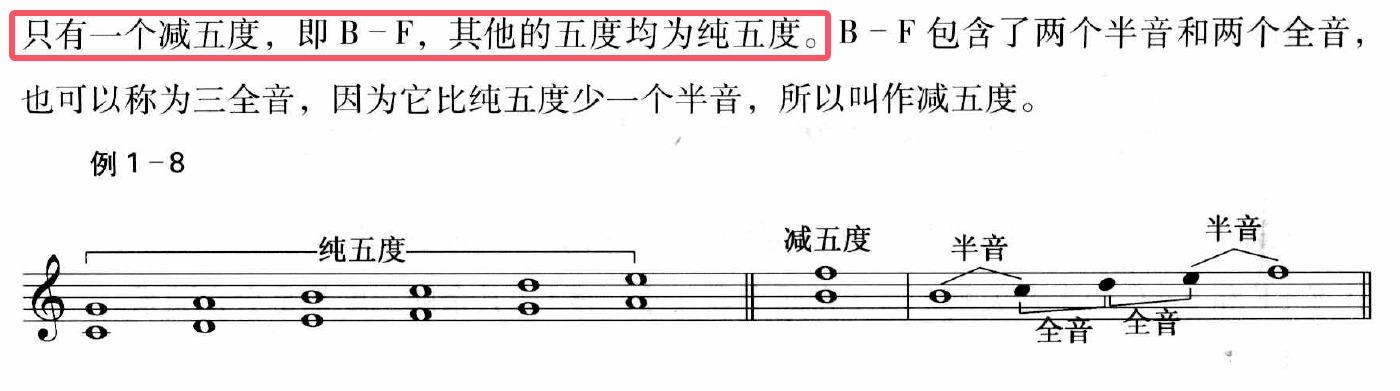 只有一个减五度，即 B－F，其他的五度均为纯五度。B－F 包含了两个半音和两个全音，
也可以称为三全音，因为它比纯五度少一个半音，所以叫作减五度。
例 1－8
纯五度
减五度
半音
半音
全音
全音